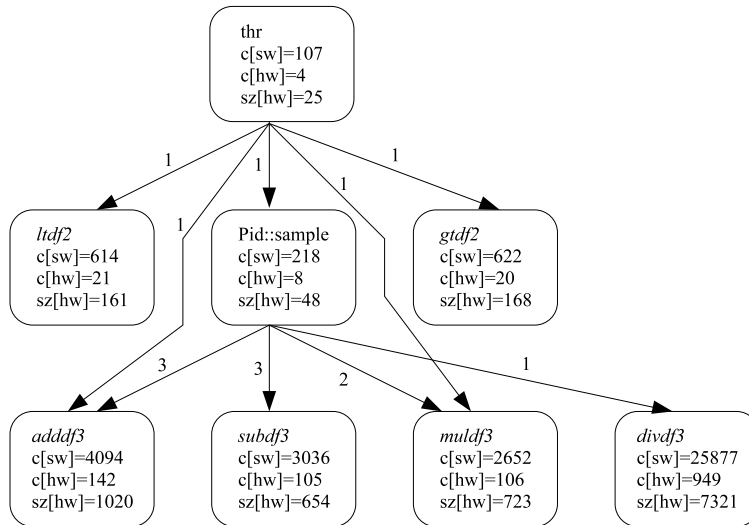 thr
c[sw]=107
c[hw]=4
sz[hw]=25
1
1
1
1
1
ltdf2
c[sw]=614
c[hw]=21
sz[hw]=161
Pid::sample
c[sw]=218
c[hw]=8
sz[hw]=48
gtdf2
c[sw]=622
c[hw]=20
sz[hw]=168
3
3
2
1
adddf3
c[sw]=4094
c[hw]=142
sz[hw]=1020
subdf3
c[sw]=3036
c[hw]=105
sz[hw]=654
muldf3
c[sw]=2652
c[hw]=106
sz[hw]=723
divdf3
c[sw]=25877
c[hw]=949
sz[hw]=7321